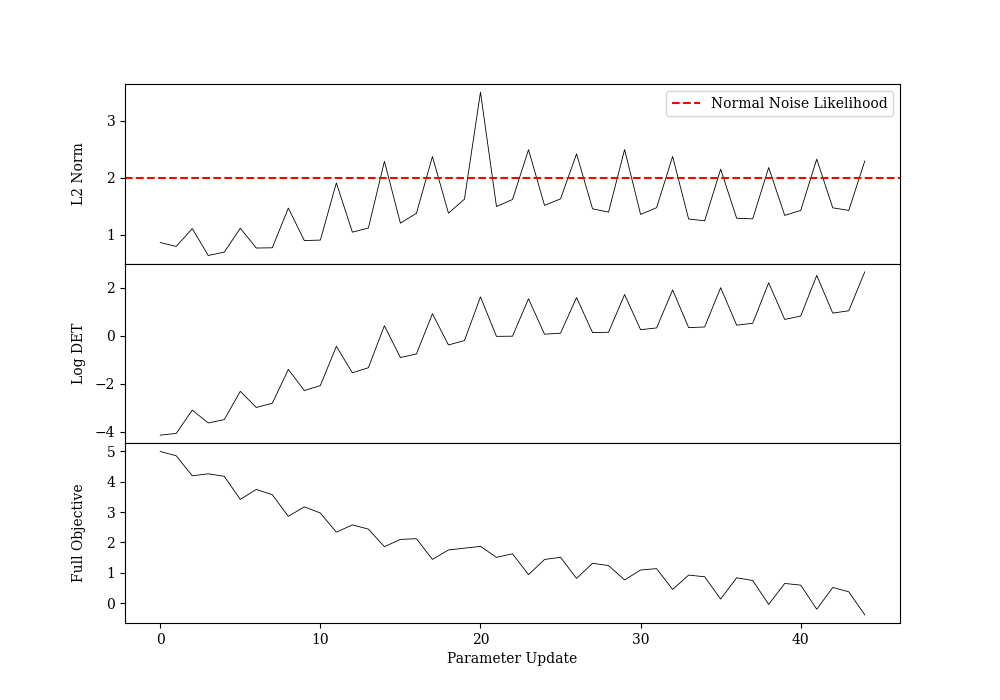 Normal Noise Likelihood
L2 Norm
3
2
1
Log DET
2
0
−2
−4
Full Objective
5
4
3
2
1
0
0 10 20 30 40
Parameter Update